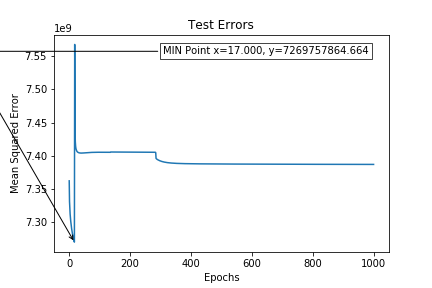 Test Errors
1e9
MIN Point x=17.000, y=7269757864.664
7.55
7.50
7.45
7.40
7.35
7.30
Mean Squared Error
0 200 400 600 800 1000
Epochs